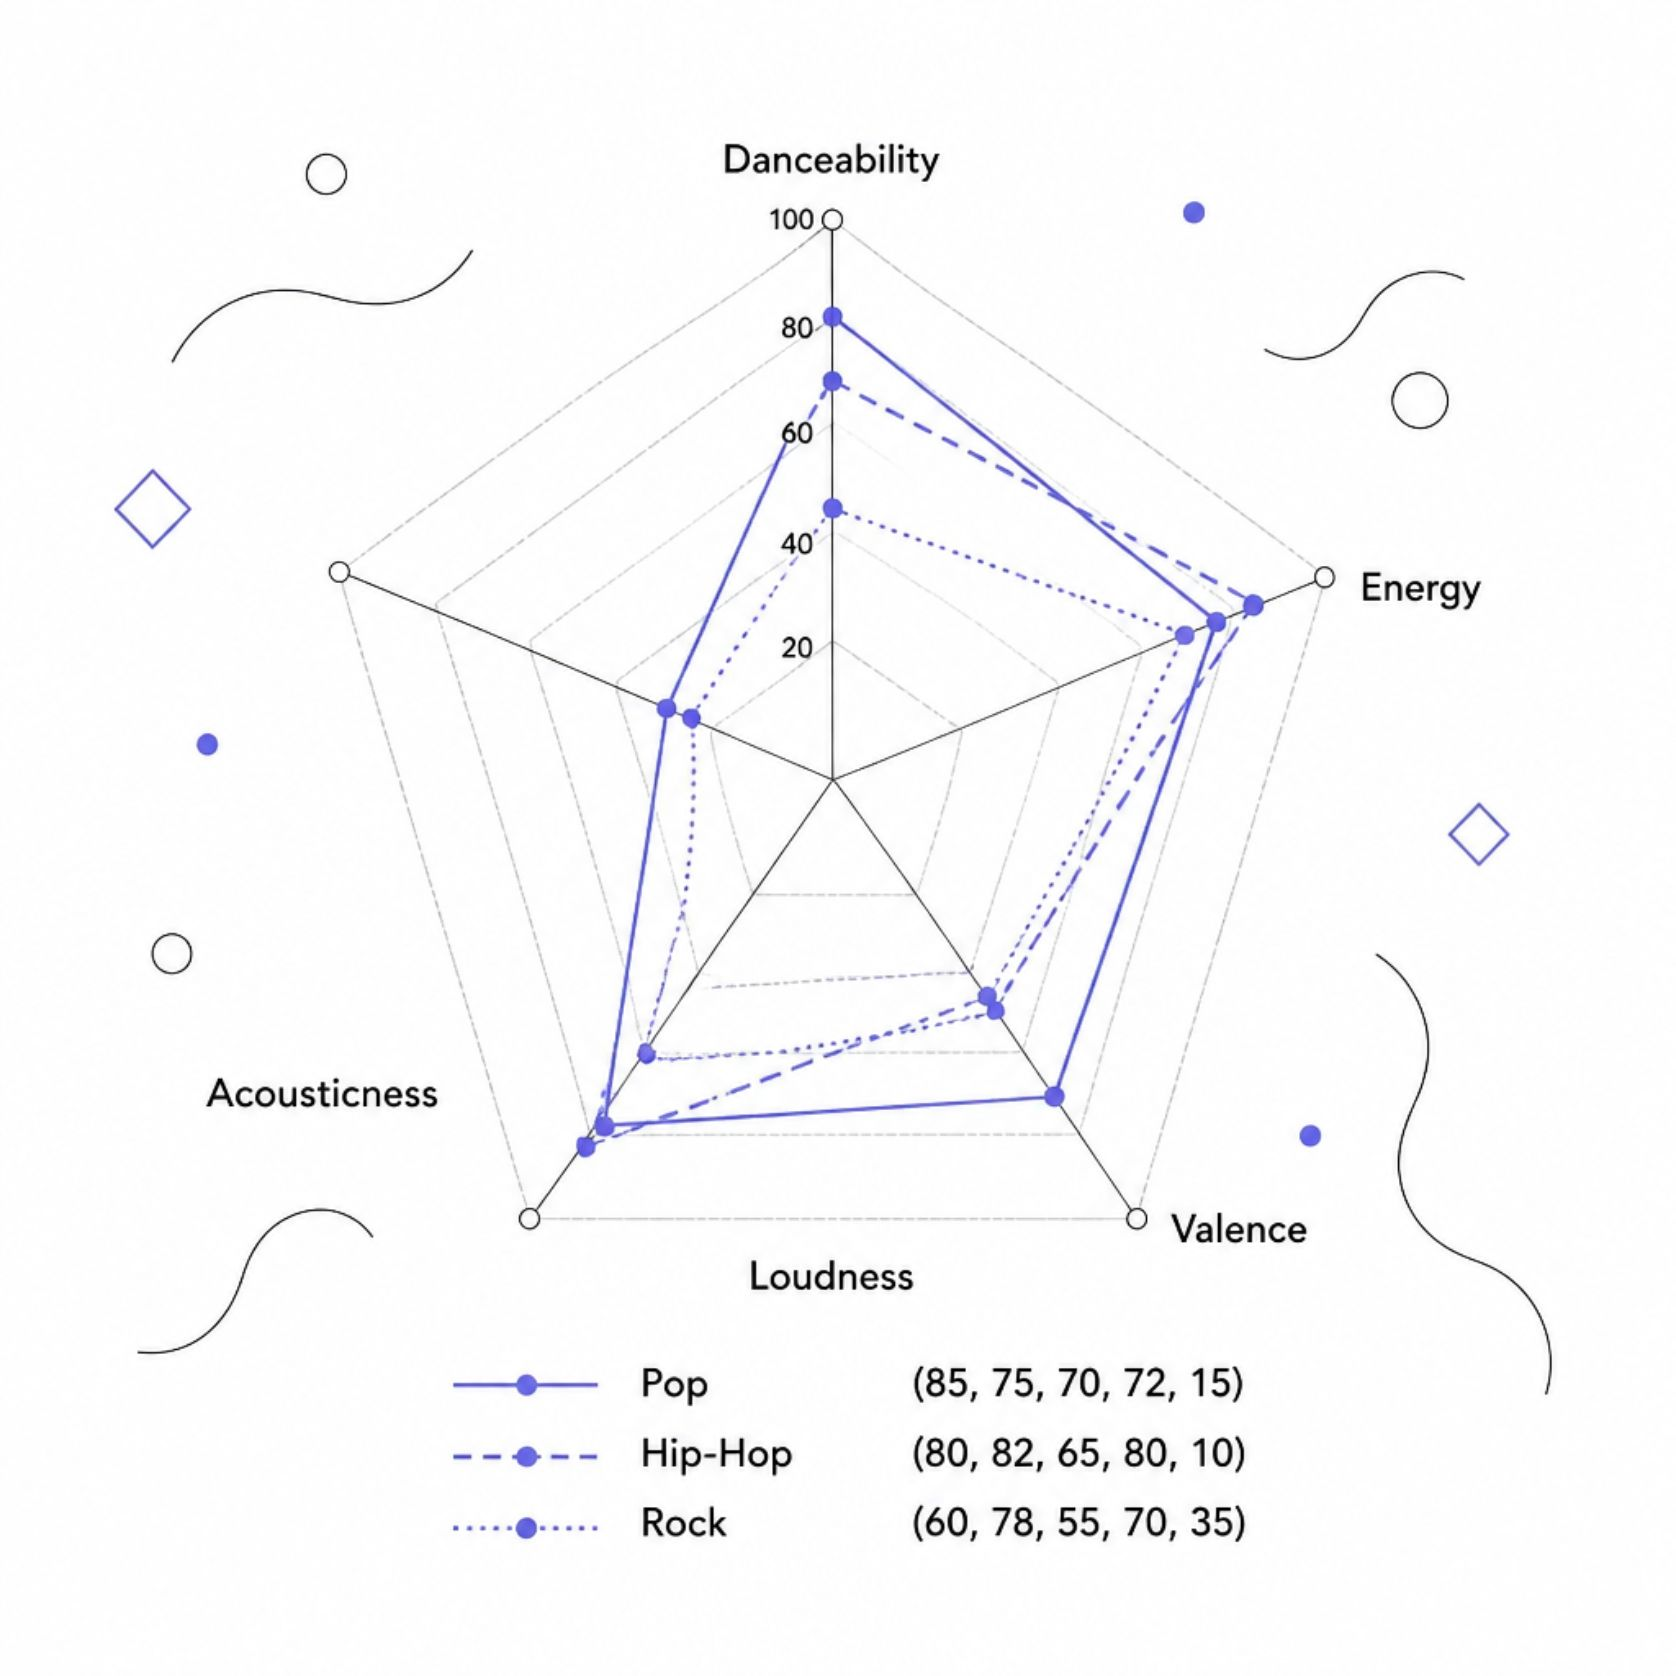 Danceability
100
80
60
40
20
Energy
Acousticness
Valence
Loudness
Pop (85, 75, 70, 72, 15)
Hip-Hop (80, 82, 65, 80, 10)
Rock (60, 78, 55, 70, 35)